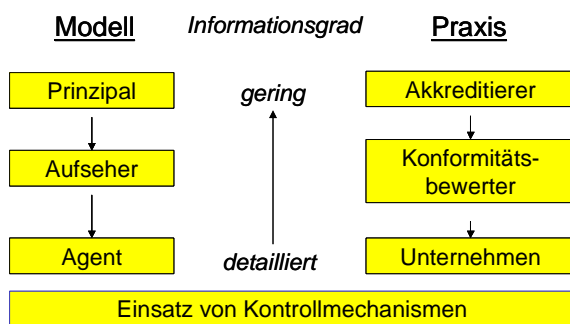 Modell Informationsgrad Praxis
Prinzipal gering Akkreditierer
Aufseher Konformitäts-
bewerter
Agent detailliert Unternehmen
Einsatz von Kontrollmechanismen